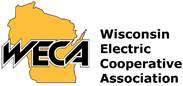 WECA
Wisconsin
Electric
Cooperative
Association